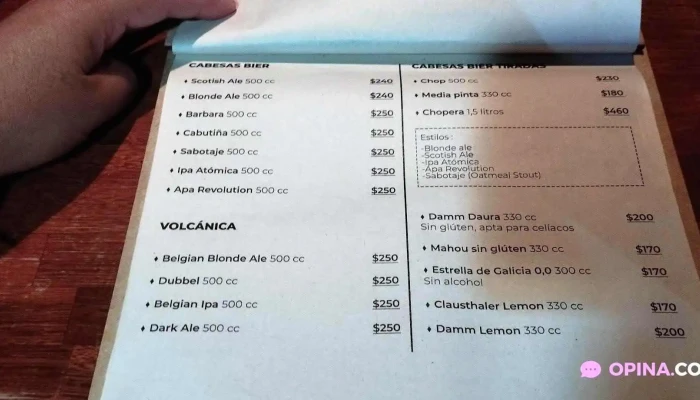 CABESAS BIER
♦ Scotish Ale 500 cc $240
♦ Blonde Ale 500 cc $240
♦ Barbara 500 cc $250
♦ Cabutiña 500 cc $250
♦ Sabotaje 500 cc $250
♦ Ipa Atómica 500 cc $250
♦ Apa Revolution 500 cc $250
VOLCÁNICA
♦ Belgian Blonde Ale 500 cc $250
♦ Dubbel 500 cc $250
♦ Belgian Ipa 500 cc $250
♦ Dark Ale 500 cc $250
CABESAS BIER TIRADAS
♦ Chop 500 cc $230
♦ Media pinta 330 cc $180
♦ Chopera 1,5 litros $460
Estilos :
-Blonde ale
-Scotish Ale
-Ipa Atómica
-Apa Revolution
-Sabotaje (Oatmeal Stout)
♦ Damm Daura 330 cc $200
Sin glúten, apta para celíacos
♦ Mahou sin glúten 330 cc $170
♦ Estrella de Galicia 0,0 300 cc $170
Sin alcohol
♦ Clausthaler Lemon 330 cc $170
♦ Damm Lemon 330 cc $200
OPINA.CO